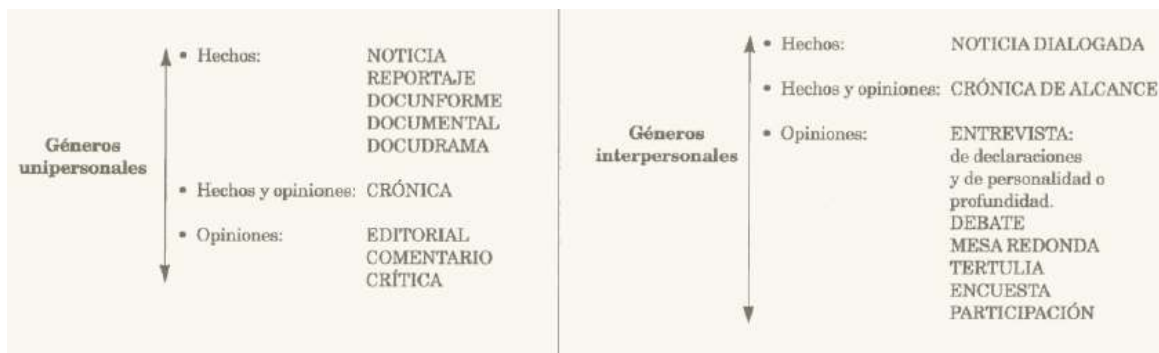 • Hechos: NOTICIA
REPORTAJE
DOCUNFORME
DOCUMENTAL
DOCUDRAMA
Géneros
unipersonales
• Hechos y opiniones: CRÓNICA
• Opiniones: EDITORIAL
COMENTARIO
CRÍTICA
• Hechos: NOTICIA DIALOGADA
• Hechos y opiniones: CRÓNICA DE ALCANCE
Géneros
interpersonales
• Opiniones: ENTREVISTA:
de declaraciones
y de personalidad o
profundidad.
DEBATE
MESA REDONDA
TERTULIA
ENCUESTA
PARTICIPACIÓN